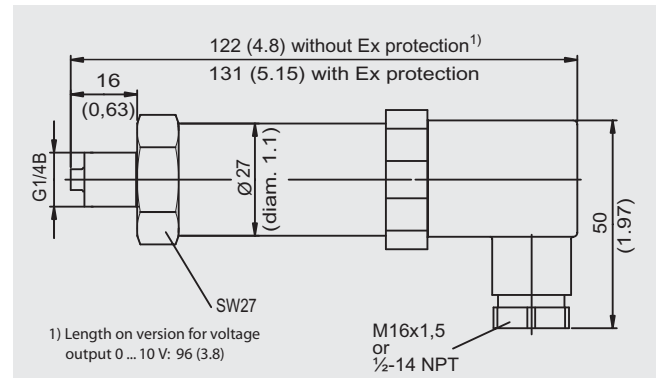 122 (4.8) without Ex protection1)
131 (5.15) with Ex protection
16
(0,63)
G1/4B
Ø 27
(diam. 1.1)
50
(1.97)
SW27
1) Length on version for voltage
output 0 ... 10 V: 96 (3.8)
M16x1,5
or
½-14 NPT